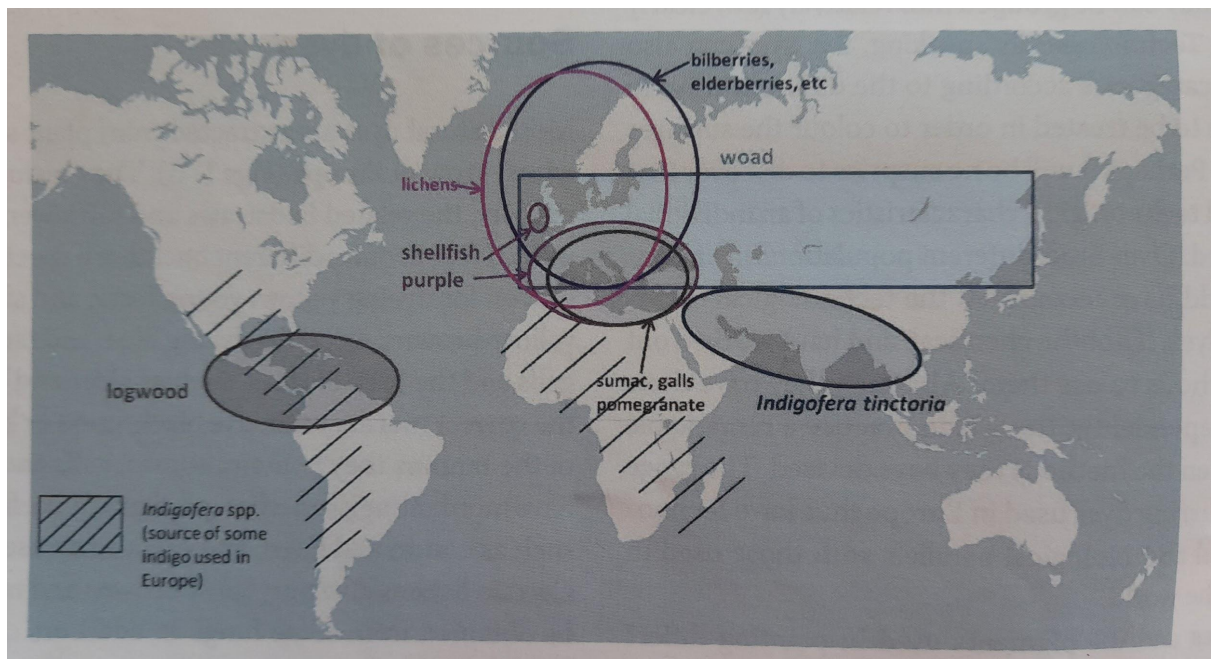 bilberries,
elderberries, etc
woad
lichens
shellfish
purple
sumac, galls
pomegranate
Indigofera tinctoria
logwood
Indigofera spp.
(source of some
indigo used in
Europe)